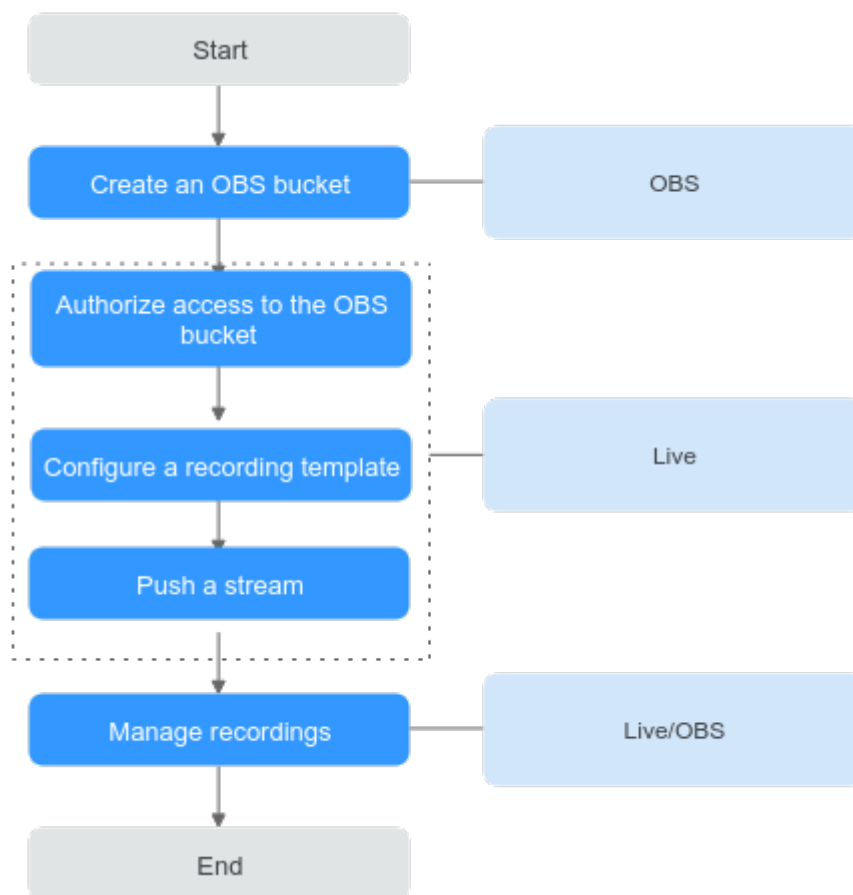 Start
Create an OBS bucket
OBS
Authorize access to the OBS
bucket
Configure a recording template
Live
Push a stream
Manage recordings
Live/OBS
End